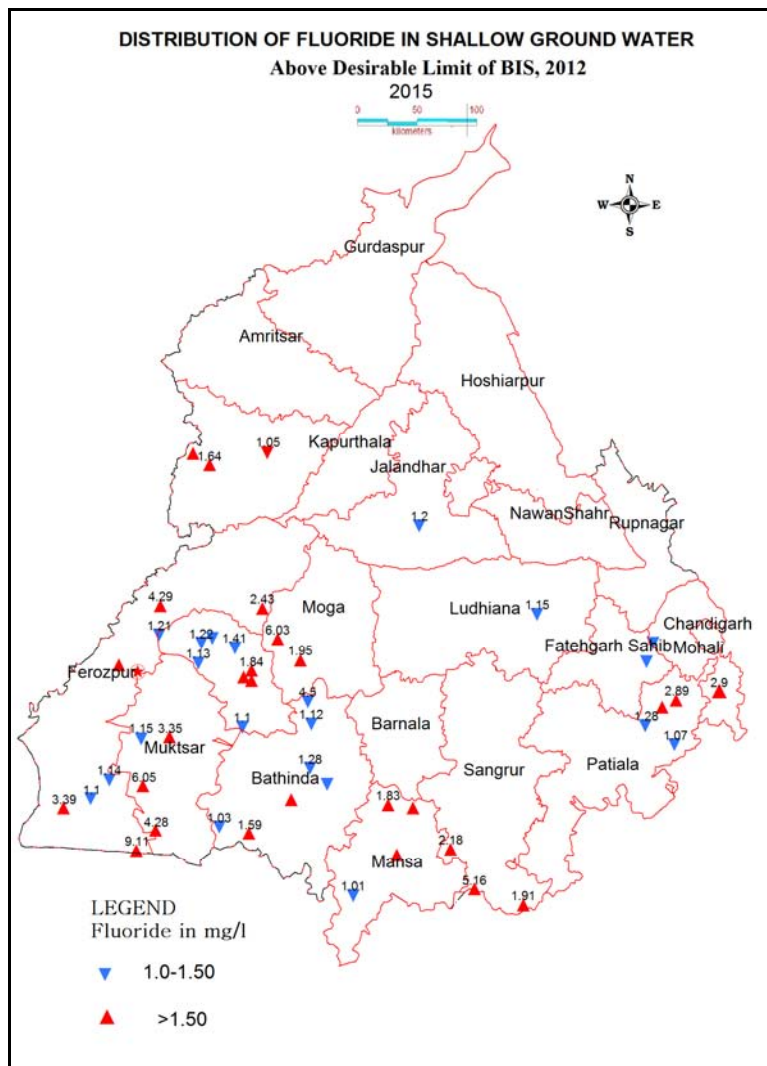 DISTRIBUTION OF FLUORIDE IN SHALLOW GROUND WATER
Above Desirable Limit of BIS, 2012
2015
0 50 100
kilometers
N
W E
S
Gurdaspur
Amritsar
Hoshiarpur
Kapurthala
1.05
1.64
Jalandhar
1.2
NawanShahr
Rupnagar
4.29
2.43
Moga
Ludhiana
1.15
Chandigarh
1.21
1.22
1.41
6.03
Fatehgarh Sahib
Mohali
1.13
1.95
Ferozpur
1.84
2.9
2.89
4.5
1.28
1.1
1.12
Barnala
1.15
3.35
Muktsar
1.07
Patiala
1.28
Sangrur
1.14
Bathinda
6.05
1.1
3.39
1.83
1.03
4.28
1.59
9.11
2.18
Mansa
1.01
5.16
1.91
LEGEND
Fluoride in mg/l
1.0-1.50
>1.50